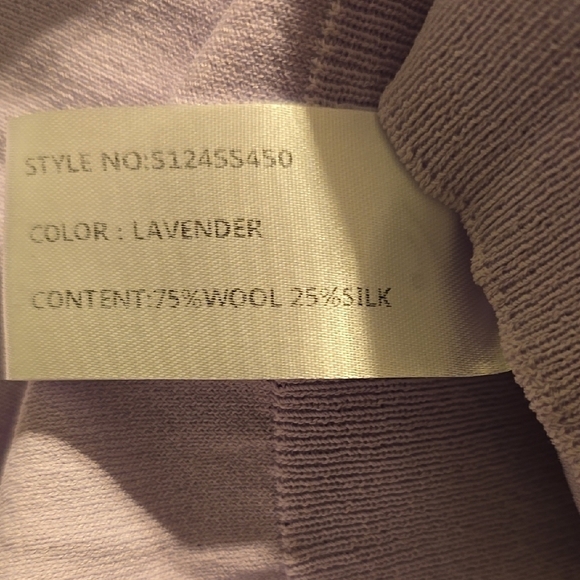 STYLE NO:S124SS450
COLOR : LAVENDER
CONTENT:75%WOOL 25%SILK